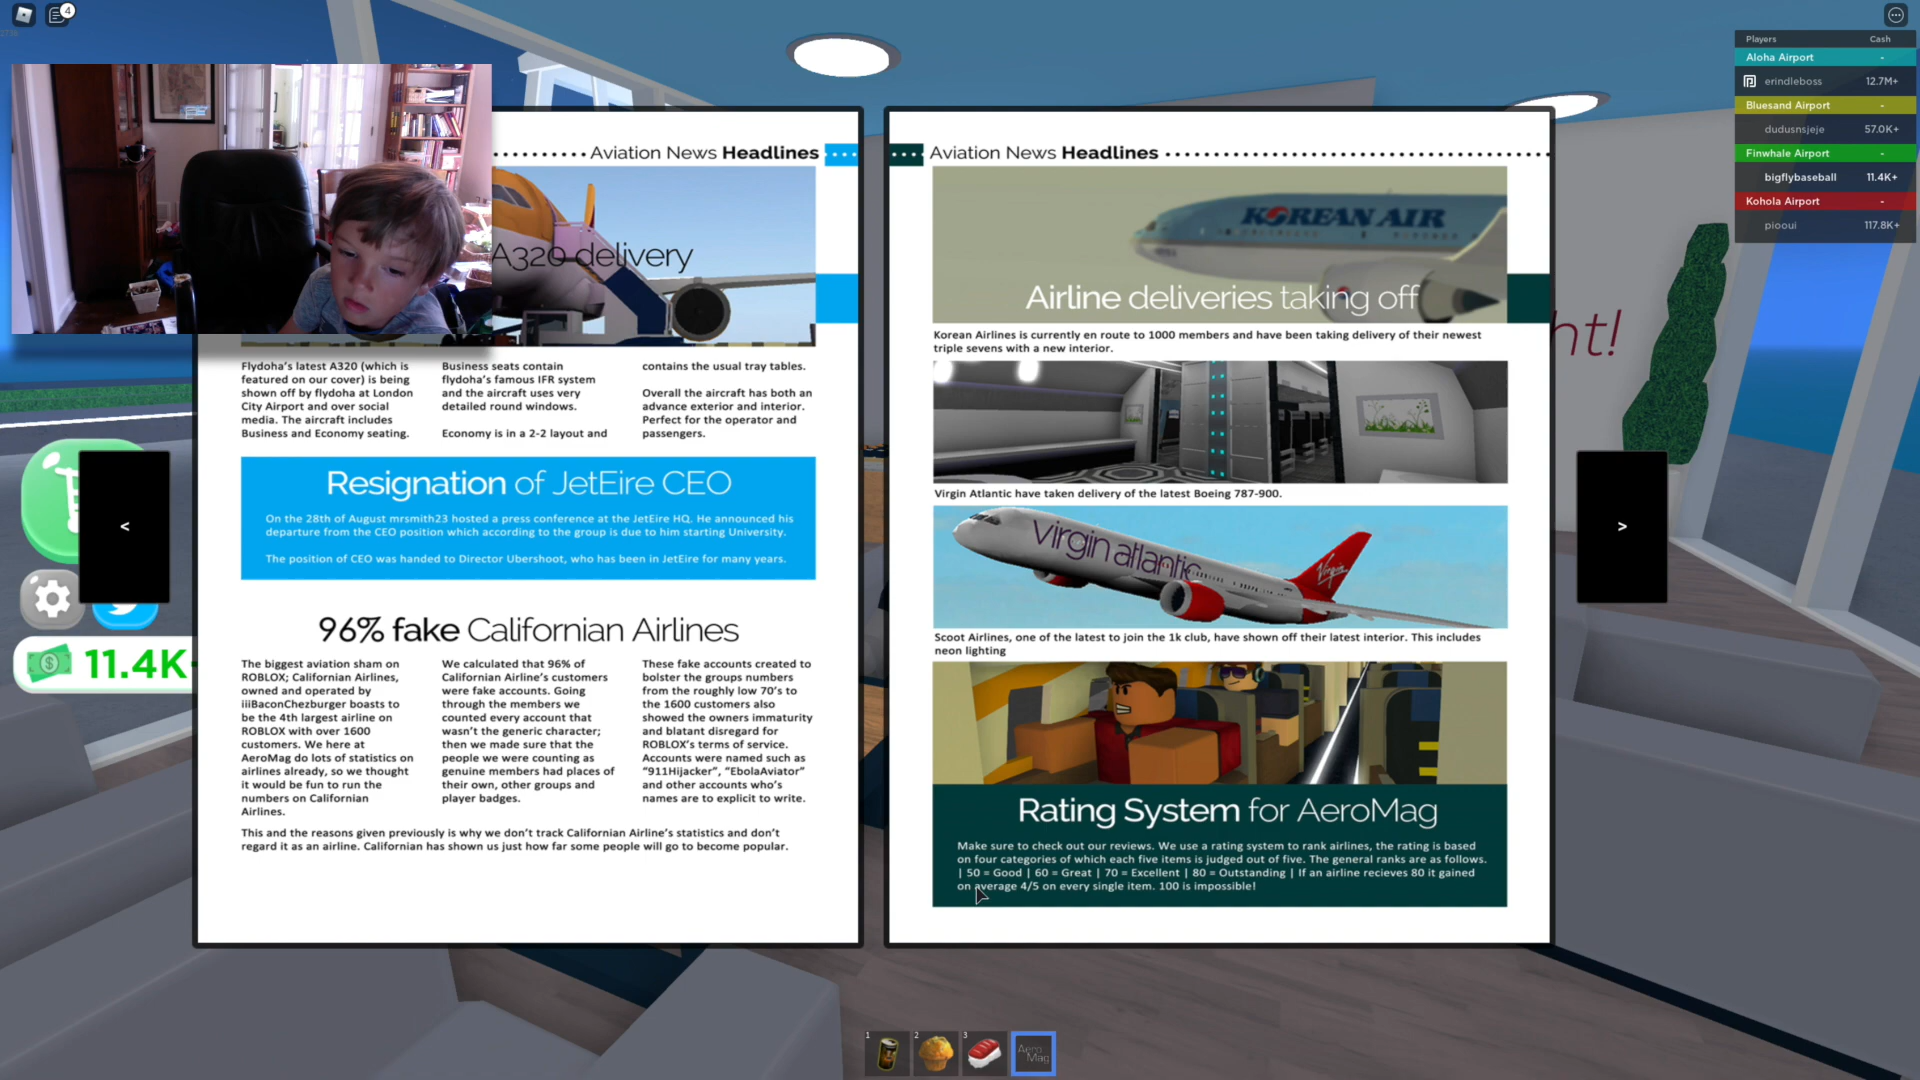 4
Players Cash
Aloha Airport -
erindleboss 12.7M+
Bluesand Airport -
dudusnsjeje 57.0K+
Finwhale Airport -
bigflybaseball 11.4K+
Kohola Airport -
piooui 117.8K+
Aviation News Headlines
A320 delivery
Flydoha's latest A320 (which is
featured on our cover) is being
shown off by flydoha at London
City Airport and over social
media. The aircraft includes
Business and Economy seating.
Business seats contain
flydoha's famous IFR system
and the aircraft uses very
detailed round windows.
Economy is in a 2-2 layout and
contains the usual tray tables.
Overall the aircraft has both an
advance exterior and interior.
Perfect for the operator and
passengers.
Resignation of JetEire CEO
On the 28th of August mrsmith23 hosted a press conference at the JetEire HQ. He announced his
departure from the CEO position which according to the group is due to him starting University.
The position of CEO was handed to Director Ubershoot, who has been in JetEire for many years.
96% fake Californian Airlines
The biggest aviation sham on
ROBLOX; Californian Airlines,
owned and operated by
iiiBaconChezburger boasts to
be the 4th largest airline on
ROBLOX with over 1600
customers. We here at
AeroMag do lots of statistics on
airlines already, so we thought
it would be fun to run the
numbers on Californian
Airlines.
We calculated that 96% of
Californian Airline's customers
were fake accounts. Going
through the members we
counted every account that
wasn't the generic character;
then we made sure that the
people we were counting as
genuine members had places of
their own, other groups and
player badges.
These fake accounts created to
bolster the groups numbers
from the roughly low 70's to
the 1600 customers also
showed the owners immaturity
and blatant disregard for
ROBLOX's terms of service.
Accounts were named such as
"911Hijacker", "EbolaAviator"
and other accounts who's
names are to explicit to write.
This and the reasons given previously is why we don't track Californian Airline's statistics and don't
regard it as an airline. Californian has shown us just how far some people will go to become popular.
Aviation News Headlines
KOREAN AIR
Airline deliveries taking off
Korean Airlines is currently en route to 1000 members and have been taking delivery of their newest
triple sevens with a new interior.
Virgin Atlantic have taken delivery of the latest Boeing 787-900.
virgin atlantic
Virgin
Scoot Airlines, one of the latest to join the 1k club, have shown off their latest interior. This includes
neon lighting
Rating System for AeroMag
Make sure to check out our reviews. We use a rating system to rank airlines, the rating is based
on four categories of which each five items is judged out of five. The general ranks are as follows.
| 50 = Good | 60 = Great | 70 = Excellent | 80 = Outstanding | If an airline recieves 80 it gained
on average 4/5 on every single item. 100 is impossible!
ht!
<
>
11.4K
1
2
3
Aero
Mag